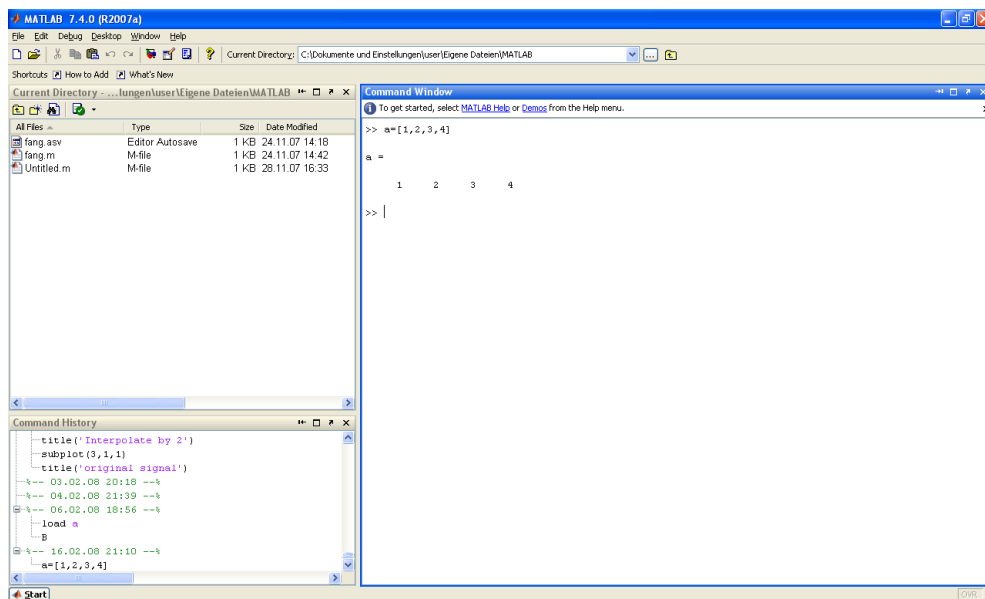 MATLAB 7.4.0 (R2007a)
File Edit Debug Desktop Window Help
Current Directory: C:\Dokumente und Einstellungen\user\Eigene Dateien\MATLAB
Shortcuts How to Add What's New
Current Directory - ...lungen\user\Eigene Dateien\MATLAB
All Files Type Size Date Modified
fang.asv Editor Autosave 1 KB 24.11.07 14:18
fang.m M-file 1 KB 24.11.07 14:42
Untitled.m M-file 1 KB 28.11.07 16:33
Command History
title('Interpolate by 2')
subplot(3,1,1)
title('original signal')
%-- 03.02.08 20:18 --%
%-- 04.02.08 21:39 --%
%-- 06.02.08 18:56 --%
load a
B
%-- 16.02.08 21:10 --%
a=[1,2,3,4]
Command Window
To get started, select MATLAB Help or Demos from the Help menu.
>> a=[1,2,3,4]
a =
1 2 3 4
>>
Start
OVR